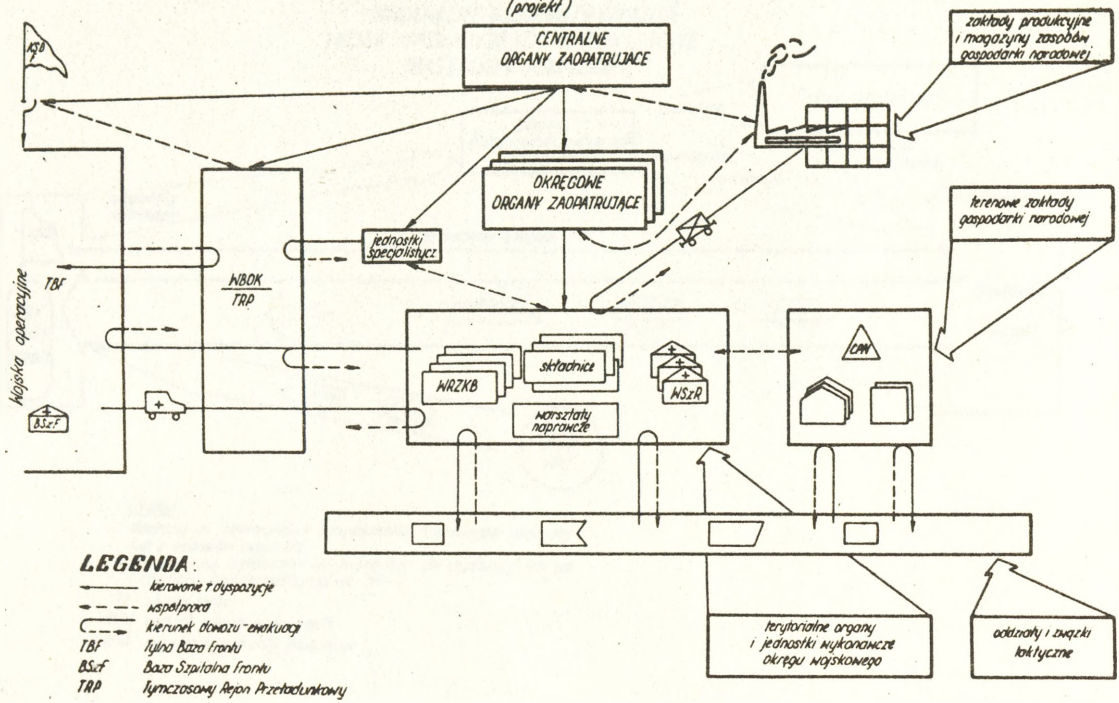 (projekt)
CENTRALNE
ORGANY ZAOPATRUJĄCE
zakłady produkcyjne
i magazyny zasobów
gospodarki narodowej
OKRĘGOWE
ORGANY ZAOPATRUJĄCE
terenowe zakłady
gospodarki narodowej
jednostki
specjalistycz
Wojska operacyjne
TBF
WBOK
TRP
CPN
WRZKB
składnice
WSzR
warsztaty
naprawcze
BSzF
LEGENDA:
kierowanie i dyspozycje
współpraca
kierunek dowozu-ewakuacji
TBF Tylna Baza Frontu
BSzF Baza Szpitalna Frontu
TRP Tymczasowy Rejon Przeładunkowy
terytorialne organy
i jednostki wykonawcze
okręgu wojskowego
oddziały i związki
taktyczne